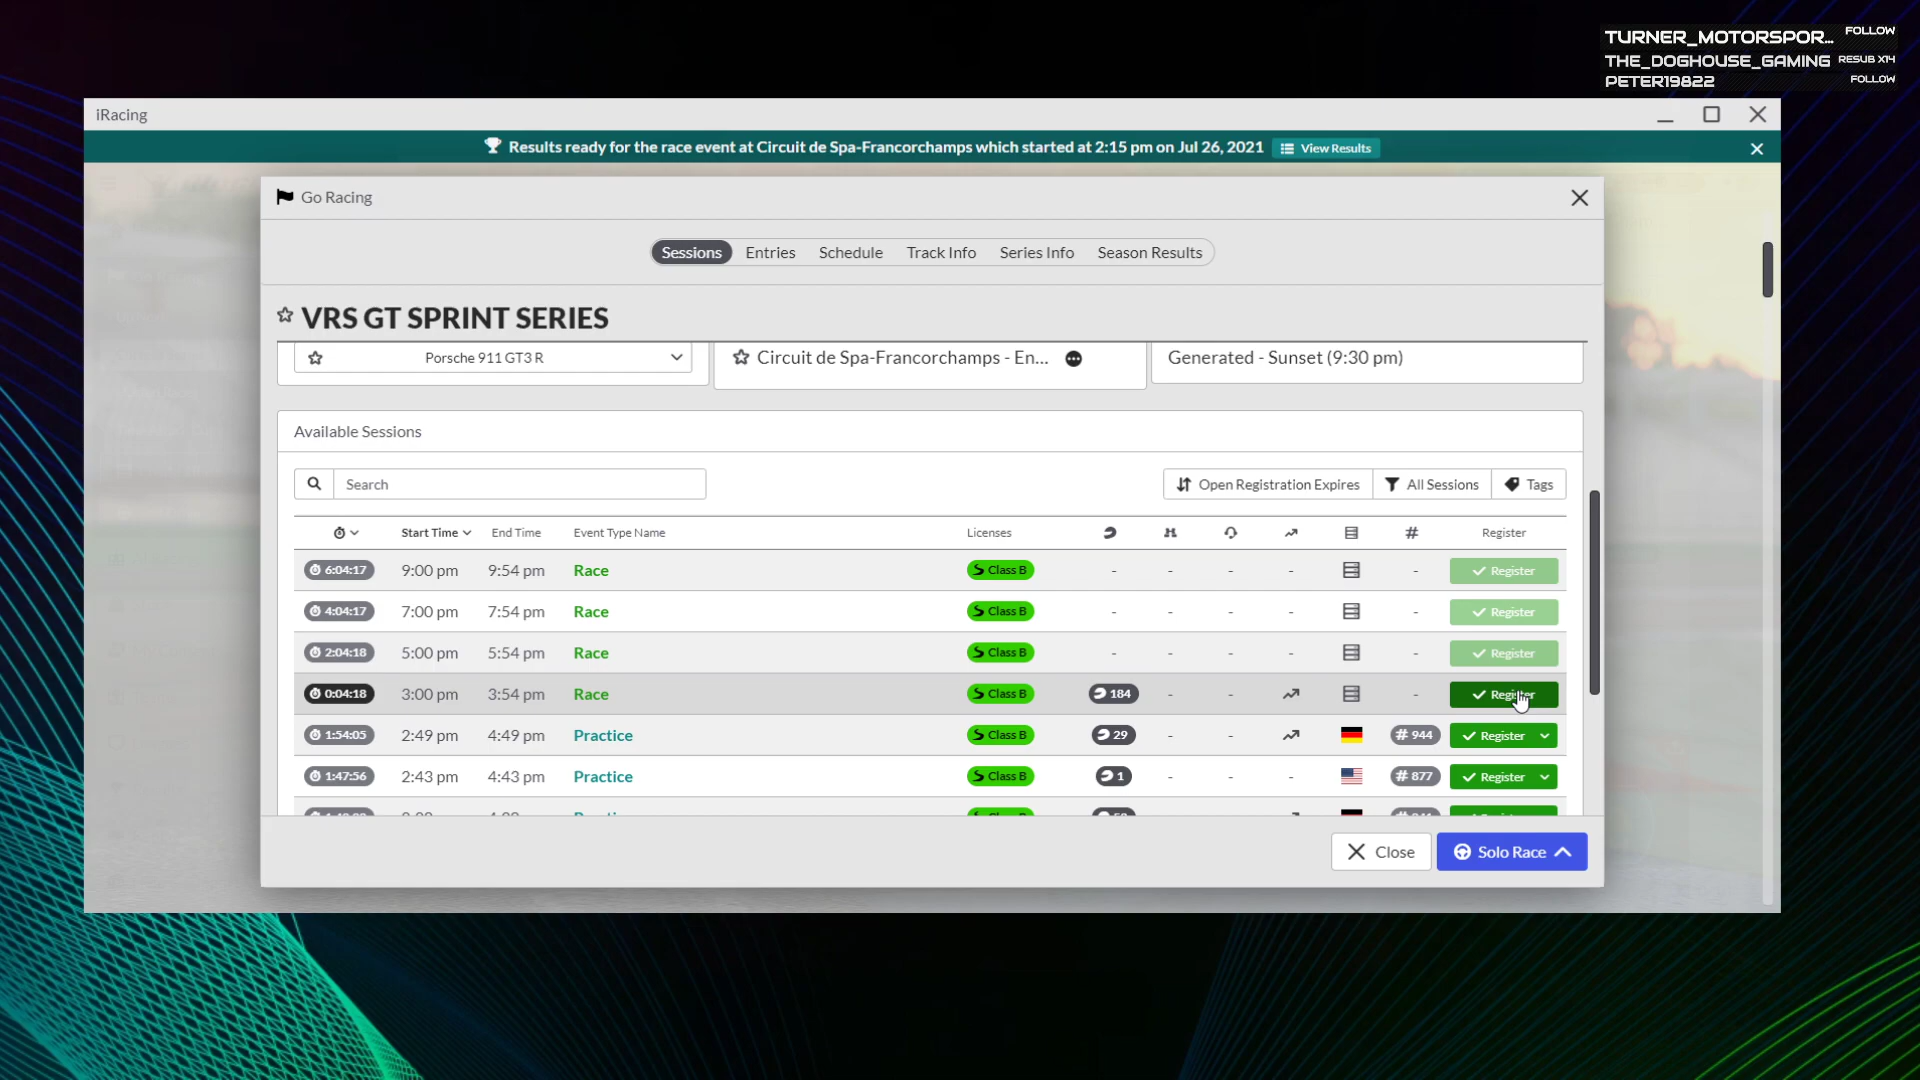 TURNER_MOTORSPOR... FOLLOW
THE_DOGHOUSE_GAMING RESUB X14
PETER19822 FOLLOW
iRacing
Results ready for the race event at Circuit de Spa-Francorchamps which started at 2:15 pm on Jul 26, 2021 View Results
Go Racing
Sessions Entries Schedule Track Info Series Info Season Results
VRS GT SPRINT SERIES
Porsche 911 GT3 R Circuit de Spa-Francorchamps - En... Generated - Sunset (9:30 pm)
Available Sessions
Search Open Registration Expires All Sessions Tags
Start Time End Time Event Type Name Licenses # Register
6:04:17 9:00 pm 9:54 pm Race Class B - - - - - Register
4:04:17 7:00 pm 7:54 pm Race Class B - - - - - Register
2:04:18 5:00 pm 5:54 pm Race Class B - - - - - Register
0:04:18 3:00 pm 3:54 pm Race Class B 184 - - - Register
1:54:05 2:49 pm 4:49 pm Practice Class B 29 - - # 944 Register
1:47:56 2:43 pm 4:43 pm Practice Class B 1 - - - # 877 Register
Close Solo Race